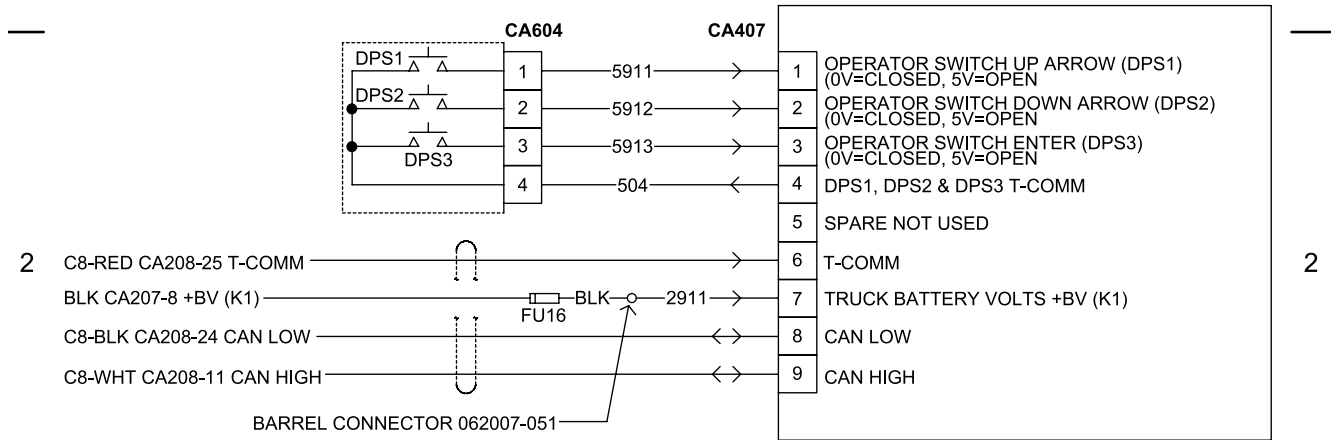 CA604 CA407
DPS1
1 5911 1 OPERATOR SWITCH UP ARROW (DPS1)
(0V=CLOSED, 5V=OPEN
DPS2
2 5912 2 OPERATOR SWITCH DOWN ARROW (DPS2)
(0V=CLOSED, 5V=OPEN
3 5913 3 OPERATOR SWITCH ENTER (DPS3)
(0V=CLOSED, 5V=OPEN
DPS3
4 504 4 DPS1, DPS2 & DPS3 T-COMM
5 SPARE NOT USED
2 C8-RED CA208-25 T-COMM 6 T-COMM 2
BLK CA207-8 +BV (K1) BLK 2911 7 TRUCK BATTERY VOLTS +BV (K1)
FU16
C8-BLK CA208-24 CAN LOW 8 CAN LOW
C8-WHT CA208-11 CAN HIGH 9 CAN HIGH
BARREL CONNECTOR 062007-051